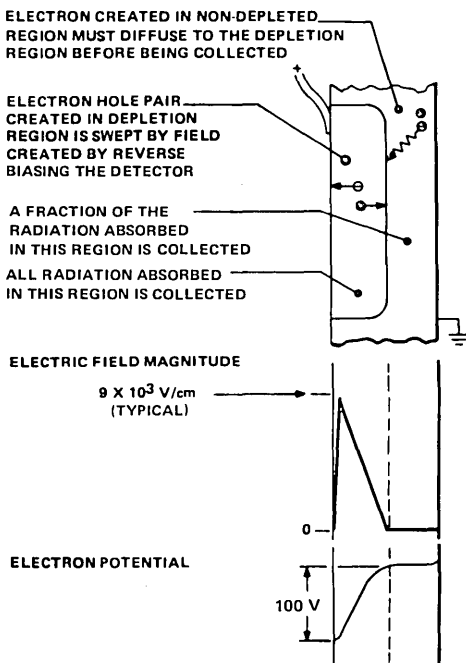 ELECTRON CREATED IN NON-DEPLETED
REGION MUST DIFFUSE TO THE DEPLETION
REGION BEFORE BEING COLLECTED
+
ELECTRON HOLE PAIR
CREATED IN DEPLETION
REGION IS SWEPT BY FIELD
CREATED BY REVERSE
BIASING THE DETECTOR
A FRACTION OF THE
RADIATION ABSORBED
IN THIS REGION IS COLLECTED
ALL RADIATION ABSORBED
IN THIS REGION IS COLLECTED
ELECTRIC FIELD MAGNITUDE
9 X 10³ V/cm
(TYPICAL)
0
ELECTRON POTENTIAL
100 V